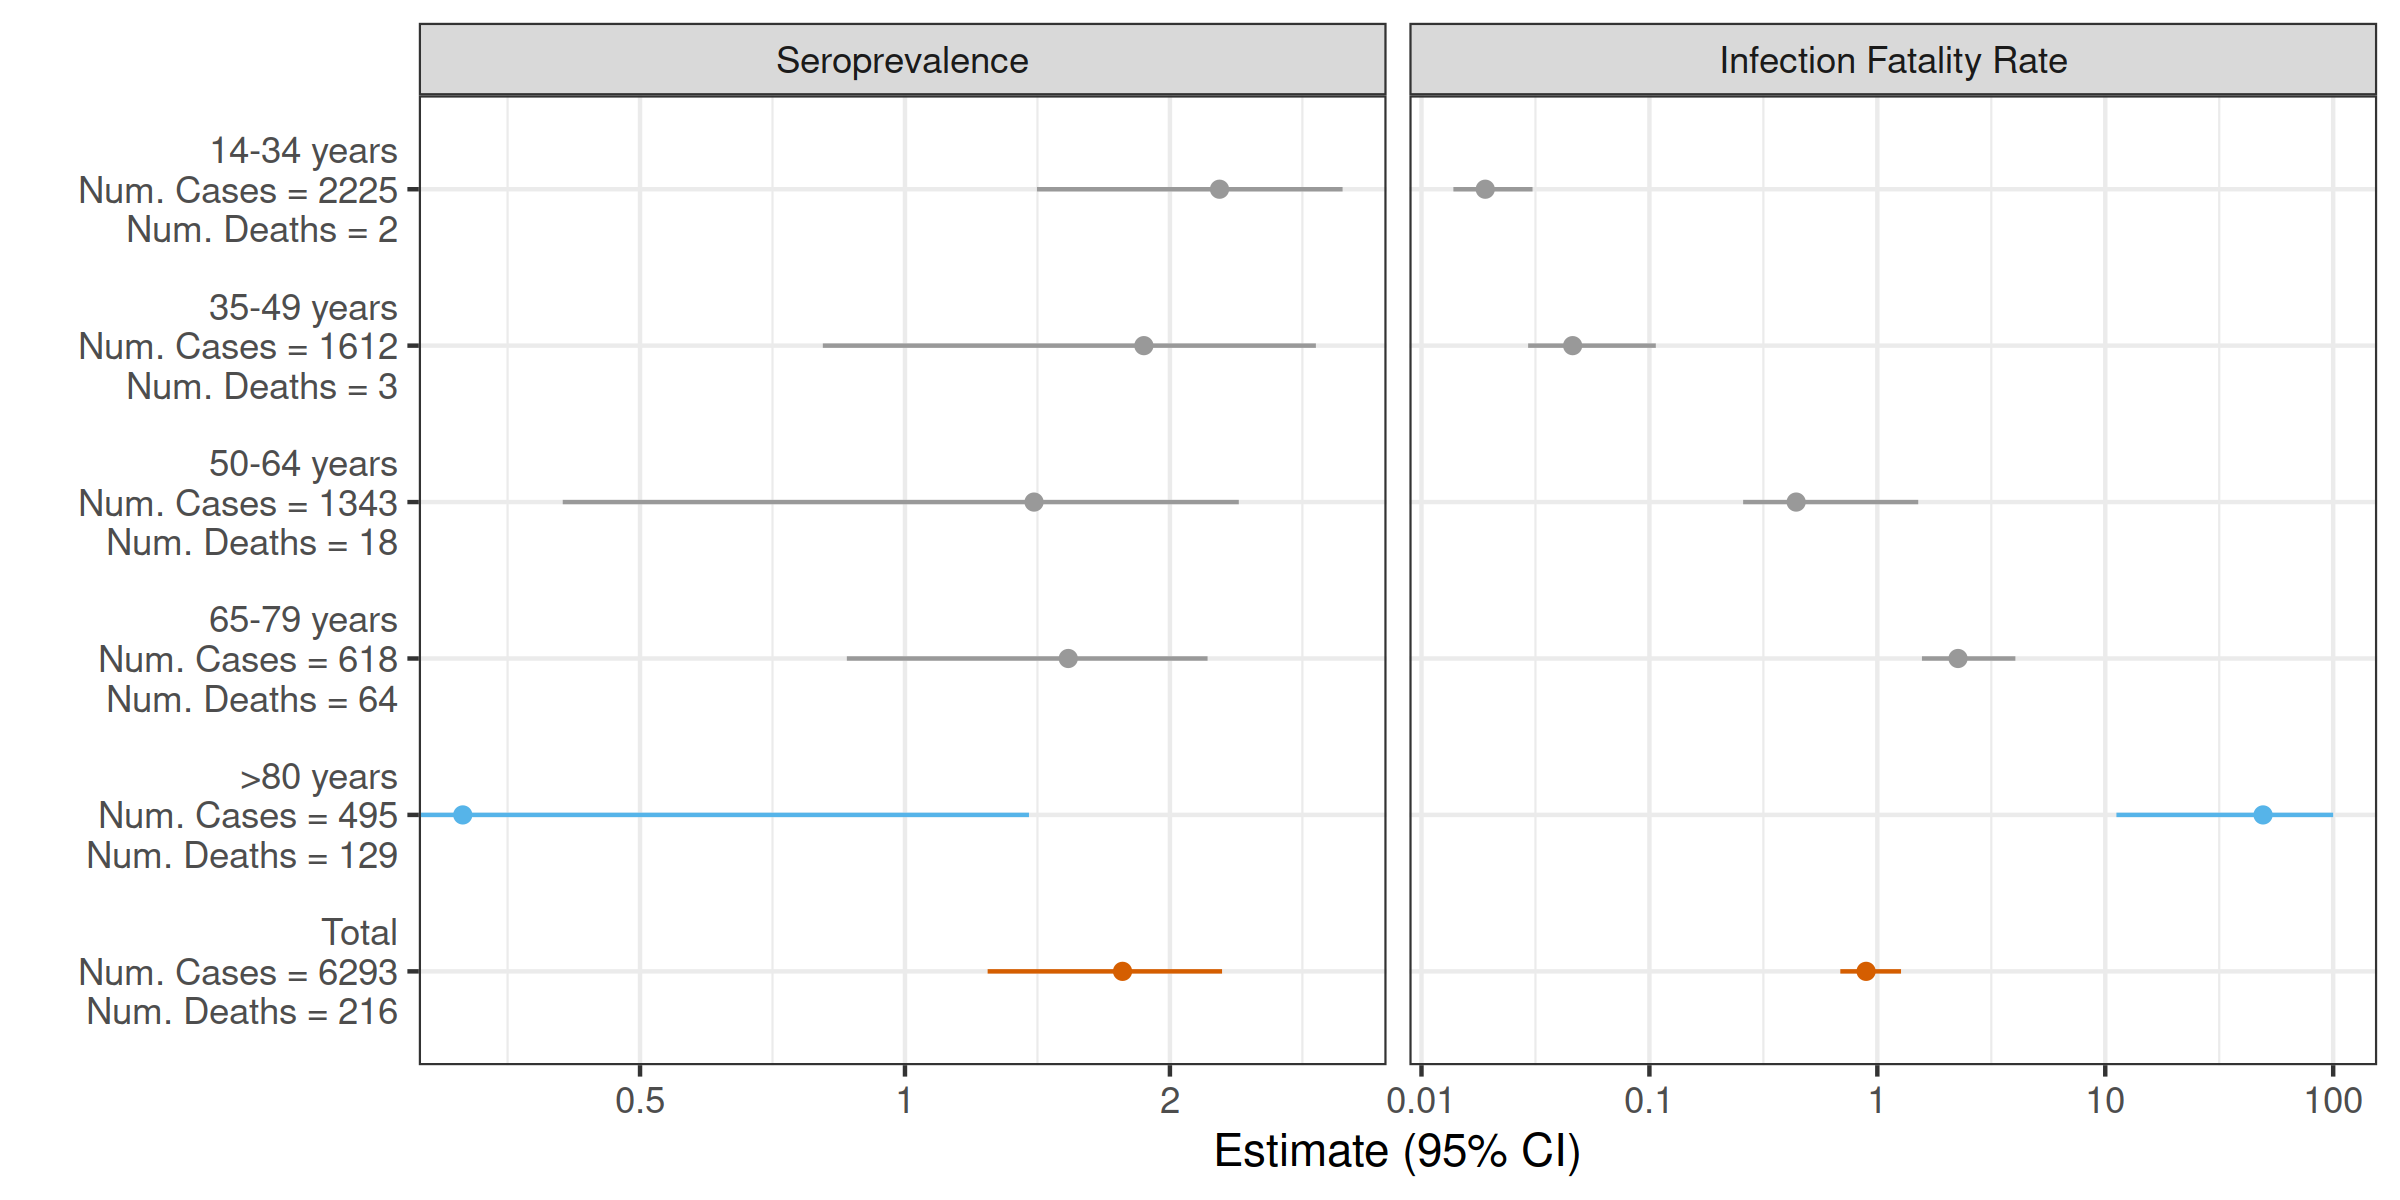 Seroprevalence
Infection Fatality Rate
14-34 years
Num. Cases = 2225
Num. Deaths = 2
35-49 years
Num. Cases = 1612
Num. Deaths = 3
50-64 years
Num. Cases = 1343
Num. Deaths = 18
65-79 years
Num. Cases = 618
Num. Deaths = 64
>80 years
Num. Cases = 495
Num. Deaths = 129
Total
Num. Cases = 6293
Num. Deaths = 216
0.5 1 2
0.01 0.1 1 10 100
Estimate (95% CI)